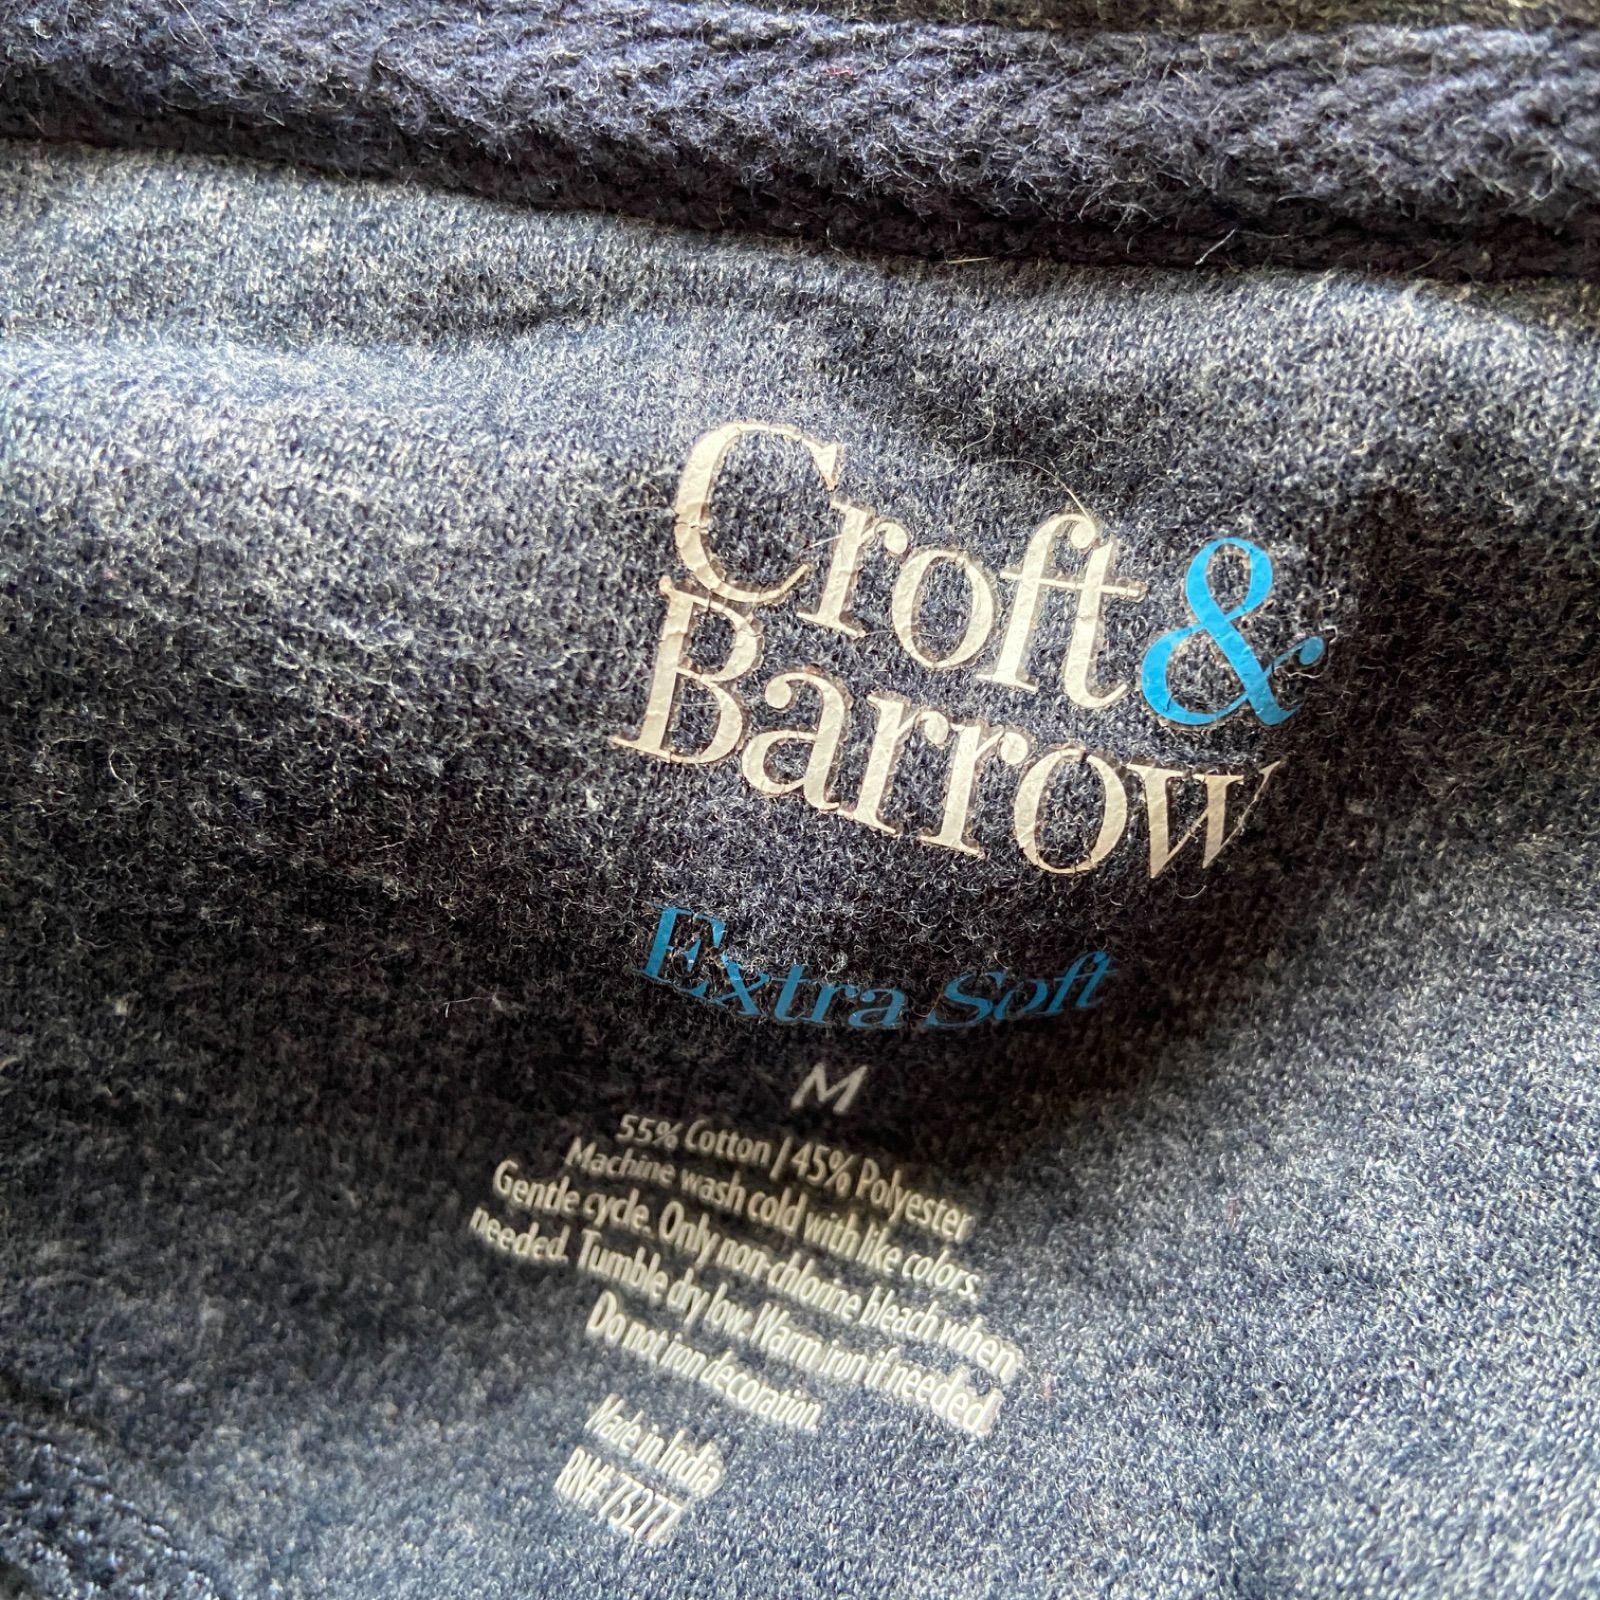 Croft &
Barrow
Extra Soft
M
55% Cotton | 45% Polyester
Machine wash cold with like colors.
Gentle cycle. Only non-chlorine bleach when
needed. Tumble dry low. Warm iron if needed.
Do not iron decoration.
Made in India
RN# 73277